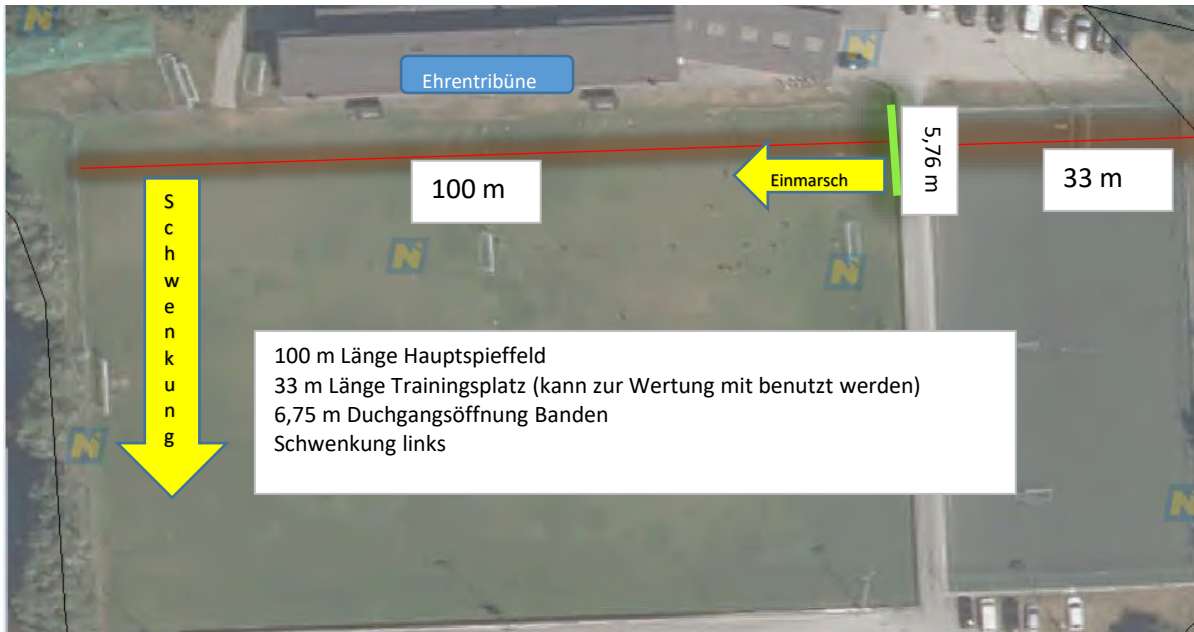 Ehrentribüne
5,76 m
100 m
Einmarsch
33 m
Schwenkung
100 m Länge Hauptspieffeld
33 m Länge Trainingsplatz (kann zur Wertung mit benutzt werden)
6,75 m Duchgangsöffnung Banden
Schwenkung links
N
N
N
N
N
N